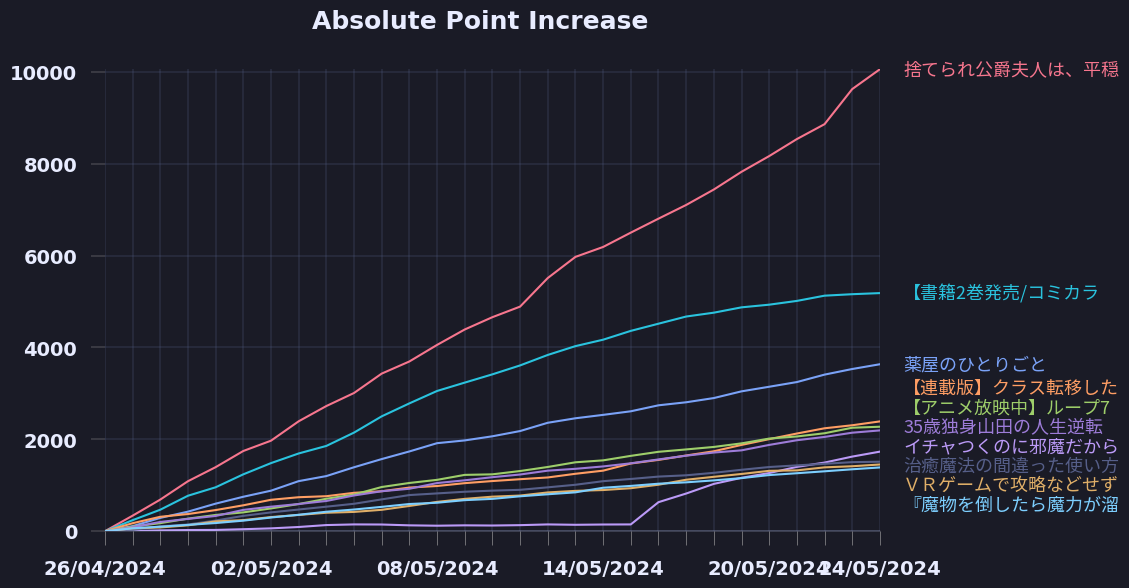 Absolute Point Increase
10000
8000
6000
4000
2000
0
26/04/2024
02/05/2024
08/05/2024
14/05/2024
20/05/2024
24/05/2024
捨てられ公爵夫人は、平穏
【書籍2巻発売/コミカラ
薬屋のひとりごと
【連載版】クラス転移した
【アニメ放映中】ループ7
35歳独身山田の人生逆転
イチャつくのに邪魔だから
治癒魔法の間違った使い方
ＶＲゲームで攻略などせず
『魔物を倒したら魔力が溜